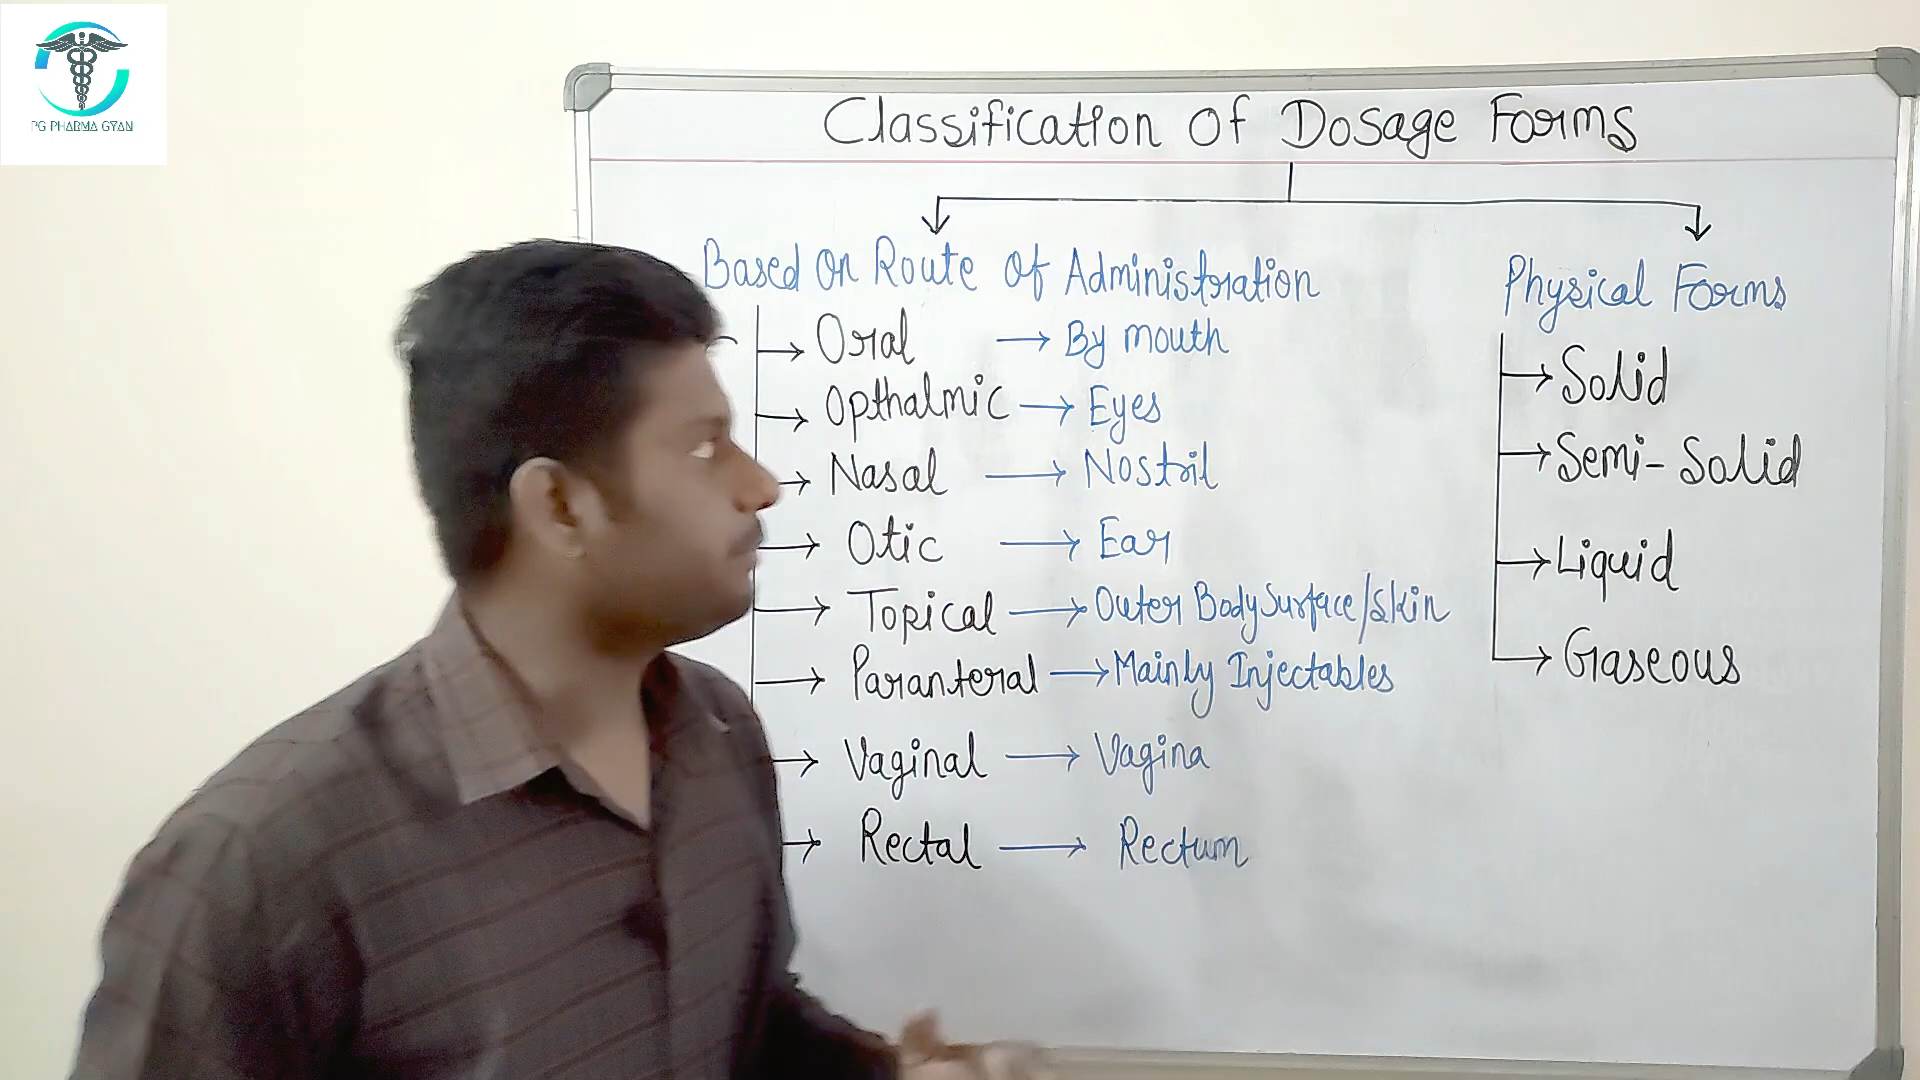 PG PHARMA GYAN
Classification Of Dosage Forms
Based On Route Of Administration
Oral → By mouth
Opthalmic → Eyes
Nasal → Nostril
Otic → Ear
Topical → Outer Body Surface/Skin
Paranteral → Mainly Injectables
Vaginal → Vagina
Rectal → Rectum
Physical Forms
Solid
Semi-Solid
Liquid
Gaseous